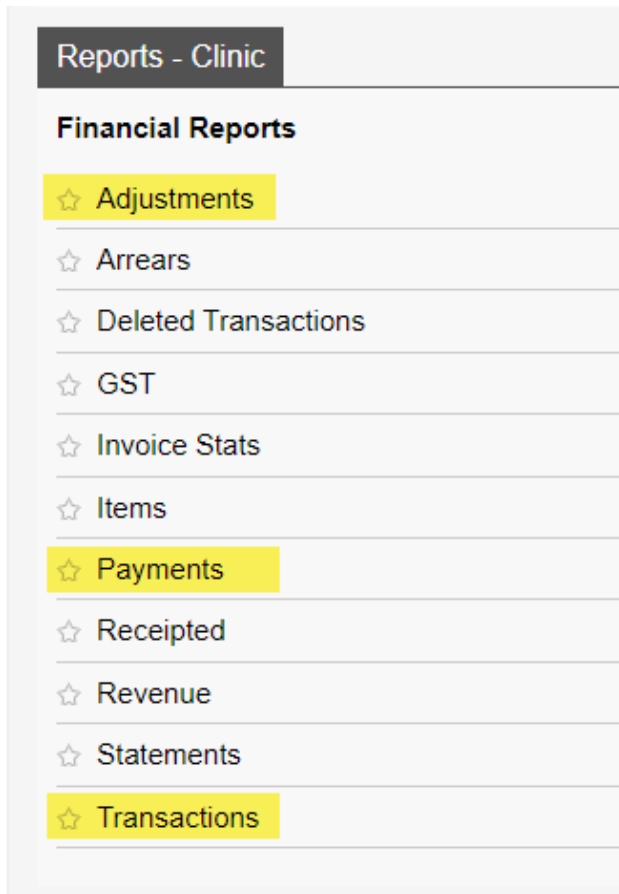 Reports - Clinic
Financial Reports
Adjustments
Arrears
Deleted Transactions
GST
Invoice Stats
Items
Payments
Receipted
Revenue
Statements
Transactions